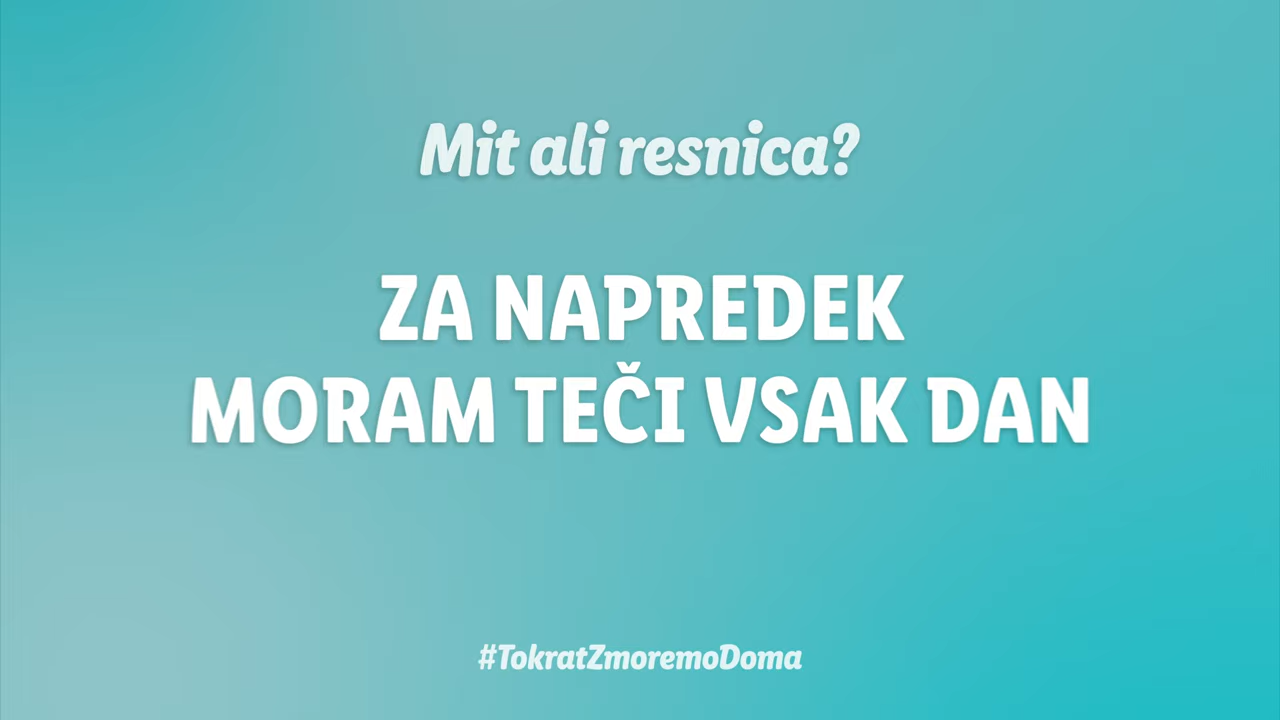 Mit ali resnica?
ZA NAPREDEK
MORAM TEČI VSAK DAN
#TokratZmoremoDoma